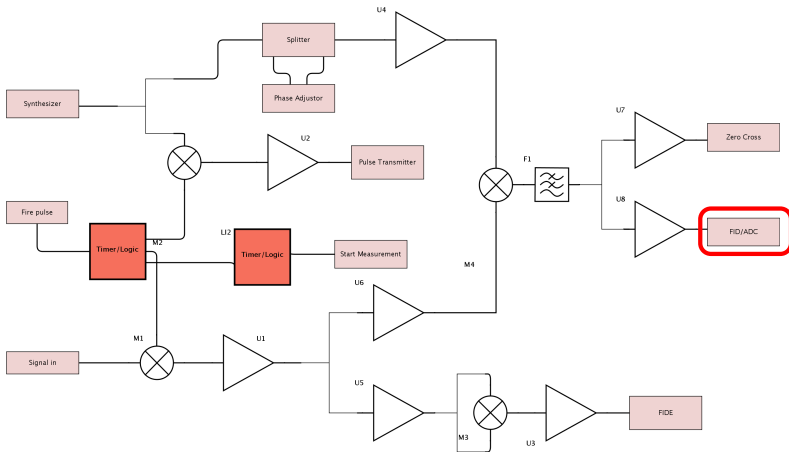 U4
Splitter
Phase Adjustor
Synthesizer
U2
Pulse Transmitter
U7
Zero Cross
F1
U8
FID/ADC
Fire pulse
Timer/Logic
M2
LI2
Timer/Logic
Start Measurement
M4
U6
M1
U1
Signal in
U5
M3
U3
FIDE